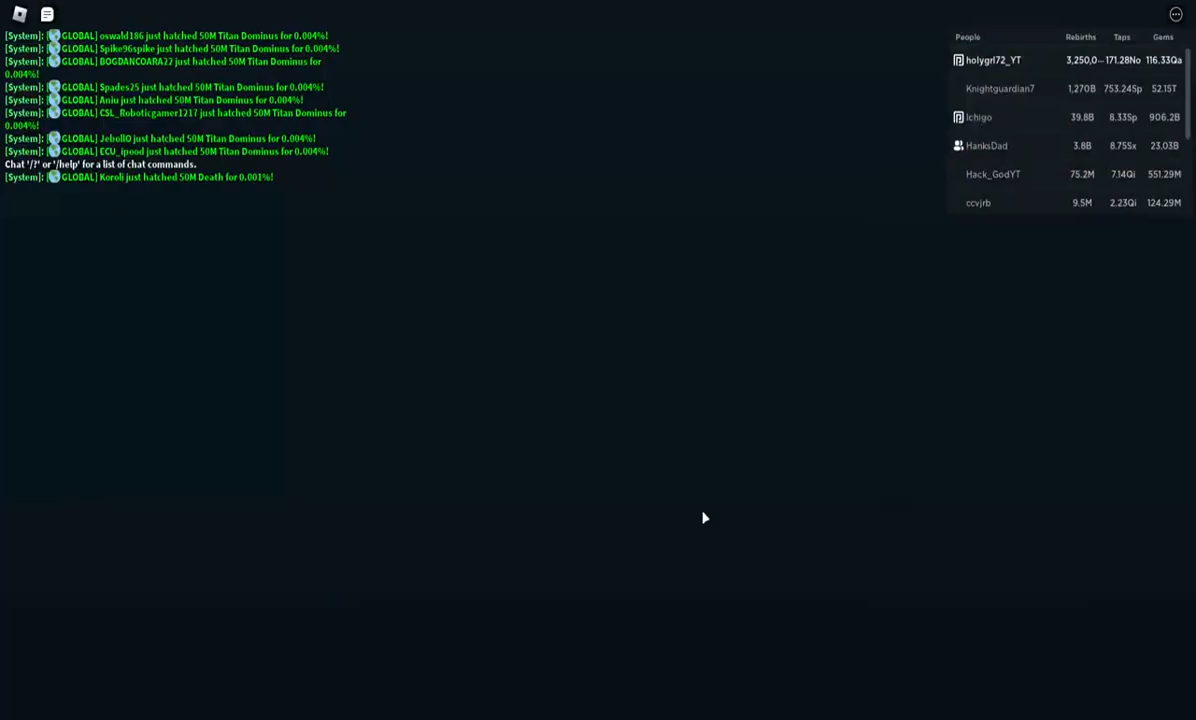 [System]: [GLOBAL] oswald186 just hatched 50M Titan Dominus for 0.004%!
[System]: [GLOBAL] Spike96spike just hatched 50M Titan Dominus for 0.004%!
[System]: [GLOBAL] BOGDANCOARA22 just hatched 50M Titan Dominus for
0.004%!
[System]: [GLOBAL] Spades25 just hatched 50M Titan Dominus for 0.004%!
[System]: [GLOBAL] Aniu just hatched 50M Titan Dominus for 0.004%!
[System]: [GLOBAL] CSL_Roboticgamer1217 just hatched 50M Titan Dominus for
0.004%!
[System]: [GLOBAL] Jeboll0 just hatched 50M Titan Dominus for 0.004%!
[System]: [GLOBAL] ECU_ipood just hatched 50M Titan Dominus for 0.004%!
Chat '/?' or '/help' for a list of chat commands.
[System]: [GLOBAL] Koroli just hatched 50M Death for 0.001%!
People Rebirths Taps Gems
holygrl72_YT 3,250,0... 171.28No 116.33Qa
Knightguardian7 1,270B 753.24Sp 52.15T
Ichigo 39.8B 8.33Sp 906.2B
HanksDad 3.8B 8.75Sx 23.03B
Hack_GodYT 75.2M 7.14Qi 551.29M
ccvjrb 9.5M 2.23Qi 124.29M